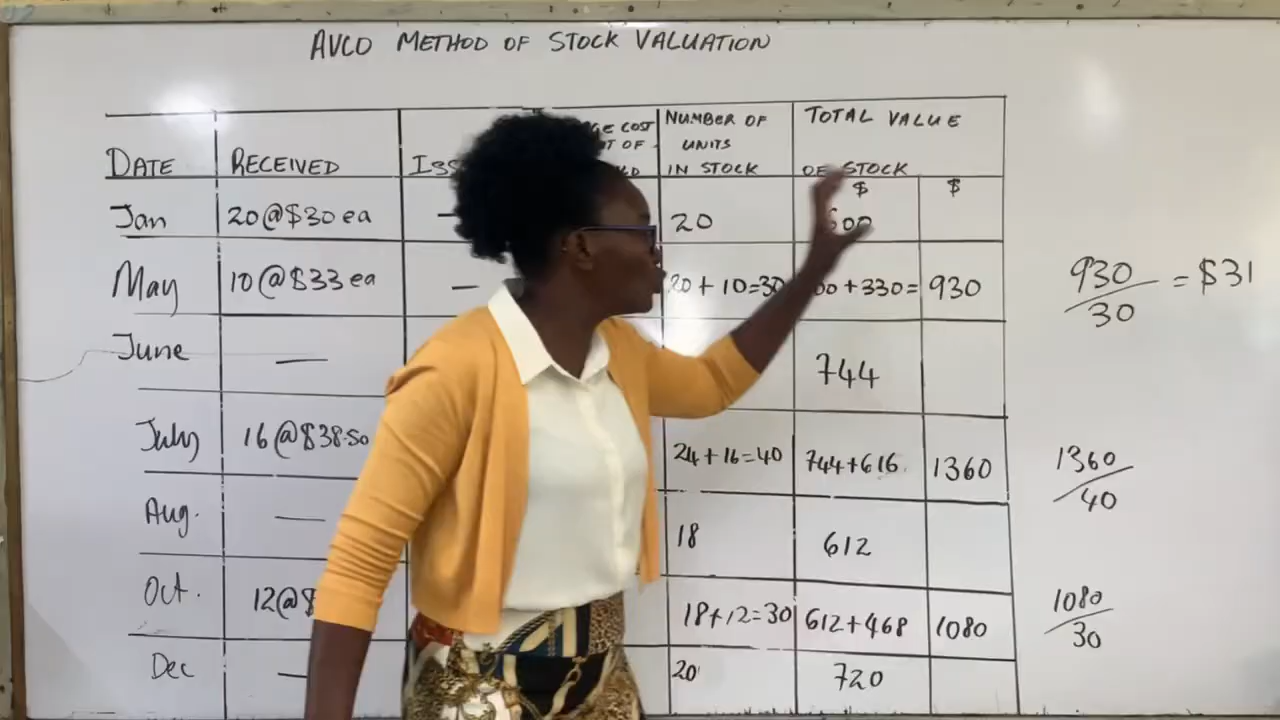 AVCO METHOD OF STOCK VALUATION
DATE RECEIVED NUMBER OF UNITS IN STOCK TOTAL VALUE OF STOCK
$ $
Jan 20@$30 ea — 20 600
May 10@$33 ea — 20 + 10=30 +330= 930
June — 744
July 16@$38.50 24+16=40 744+616 1360
Aug. — 18 612
Oct. 12@$ 18+12=30 612+468 1080
Dec — 20 720
930/30 = $31
1360/40
1080/30